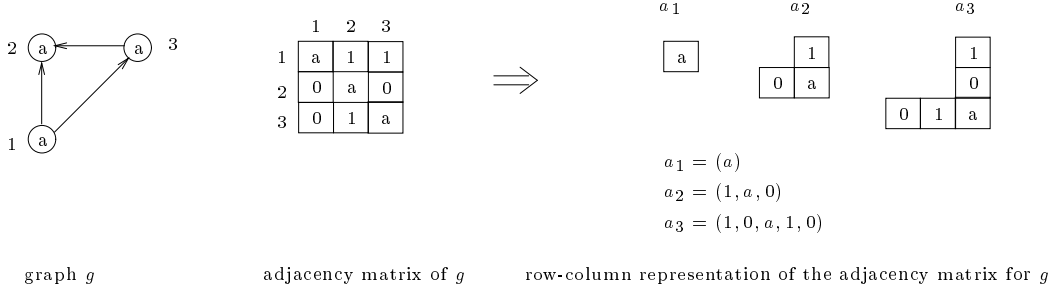 2 a a 3
1 a
1 2 3
1 a 1 1
2 0 a 0
3 0 1 a
a1 a2 a3
a
1
0 a
1
0
0 1 a
a1 = (a)
a2 = (1, a, 0)
a3 = (1, 0, a, 1, 0)
graph g
adjacency matrix of g
row-column representation of the adjacency matrix for g